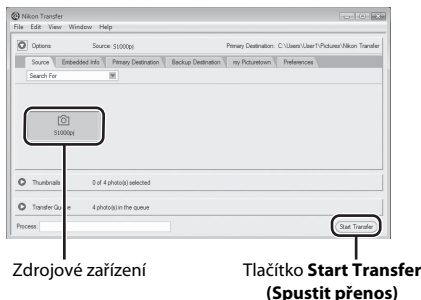 Nikon Transfer
File Edit View Window Help
Options Source: S1000pj Primary Destination: C:\Users\User1\Pictures\Nikon Transfer
Source Embedded Info Primary Destination Backup Destination my Picturetown Preferences
Search For
S1000pj
Thumbnails 0 of 4 photo(s) selected
Transfer Queue 4 photo(s) in the queue
Process: Start Transfer
Zdrojové zařízení Tlačítko Start Transfer
(Spustit přenos)